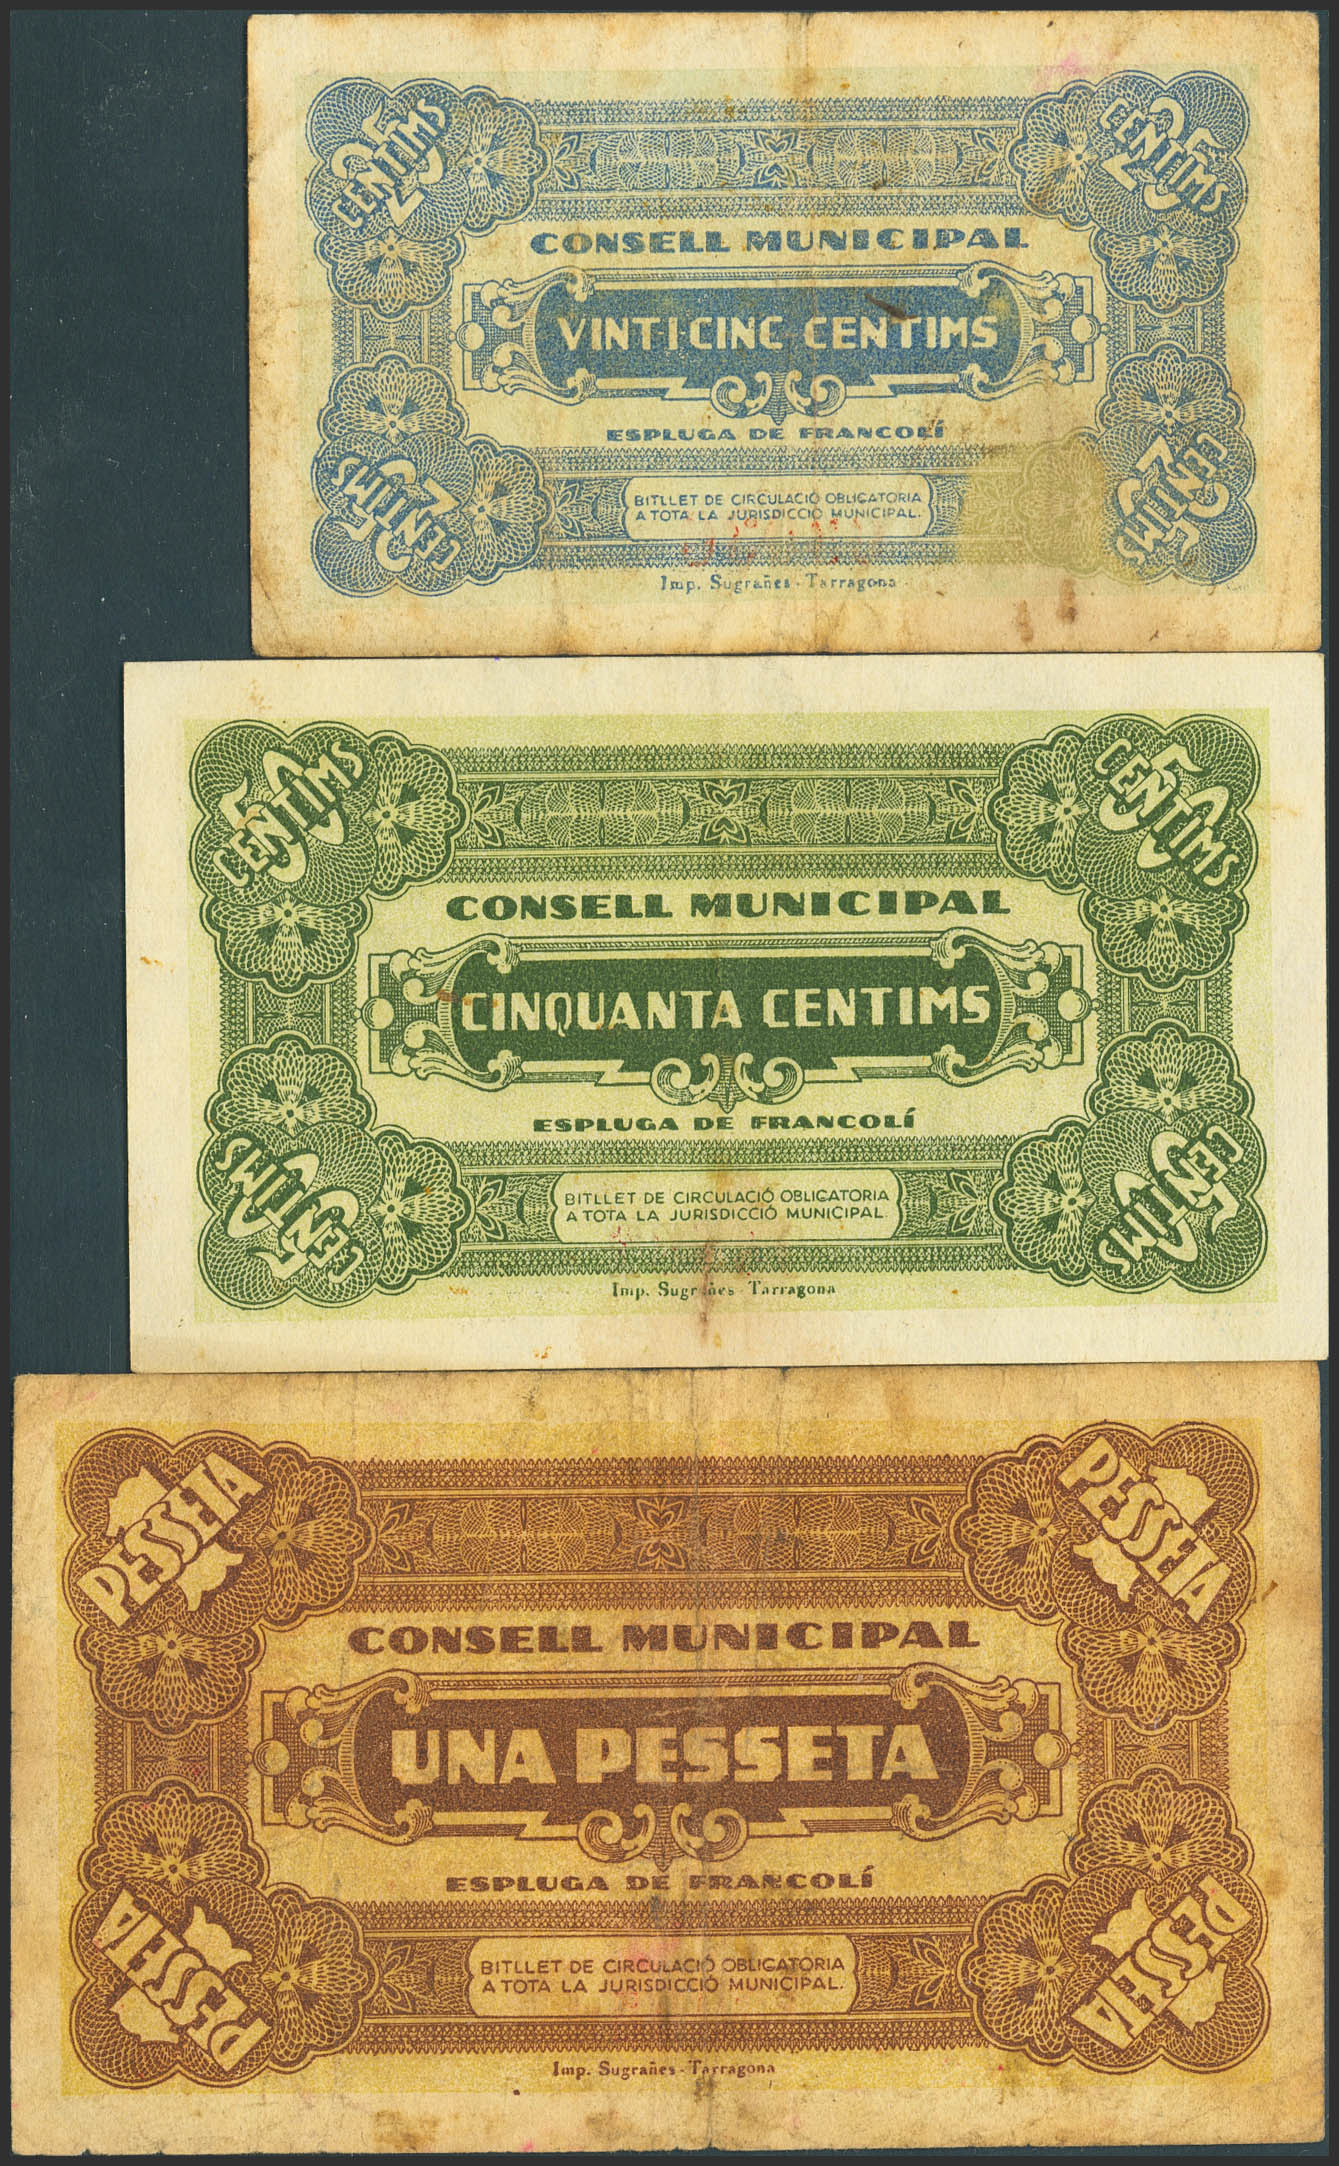 25 CENTIMS
25 CENTIMS
CONSELL MUNICIPAL
VINT-I-CINC CENTIMS
ESPLUGA DE FRANCOLÍ
25 CENTIMS
25 CENTIMS
BITLLET DE CIRCULACIÓ OBLIGATORIA
A TOTA LA JURISDICCIÓ MUNICIPAL.
Imp. Sugrañes - Tarragona
50 CENTIMS
50 CENTIMS
CONSELL MUNICIPAL
CINQUANTA CENTIMS
ESPLUGA DE FRANCOLÍ
50 CENTIMS
50 CENTIMS
BITLLET DE CIRCULACIÓ OBLIGATORIA
A TOTA LA JURISDICCIÓ MUNICIPAL.
Imp. Sugrañes - Tarragona
1 PESSETA
1 PESSETA
CONSELL MUNICIPAL
UNA PESSETA
ESPLUGA DE FRANCOLÍ
1 PESSETA
1 PESSETA
BITLLET DE CIRCULACIÓ OBLIGATORIA
A TOTA LA JURISDICCIÓ MUNICIPAL.
Imp. Sugrañes - Tarragona